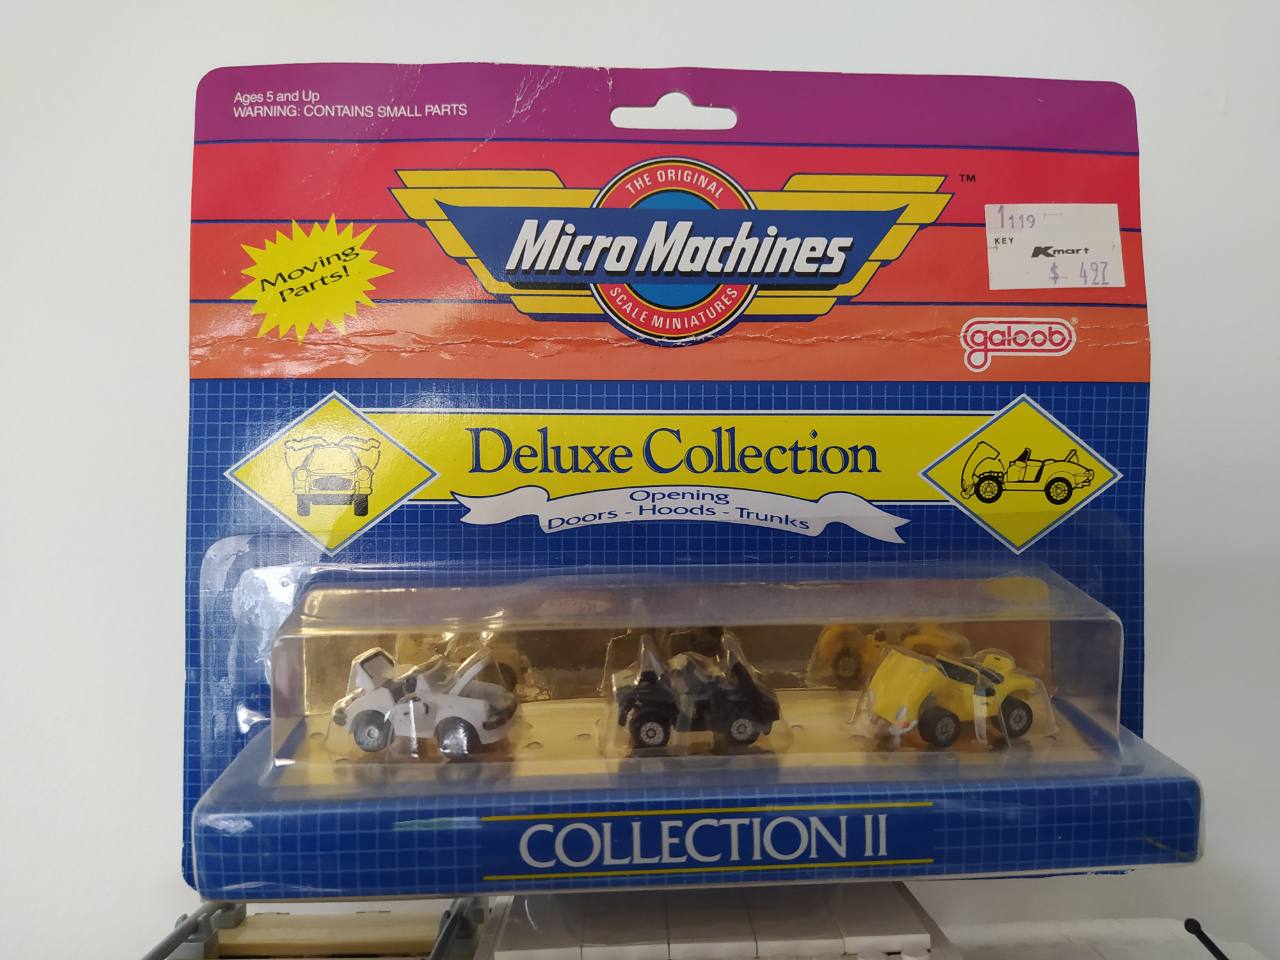 Ages 5 and Up
WARNING: CONTAINS SMALL PARTS
THE ORIGINAL
Micro Machines
™
SCALE MINIATURES
Moving
Parts!
1119
KEY
Kmart
$ 497
galoob®
Deluxe Collection
Opening
Doors - Hoods - Trunks
COLLECTION II